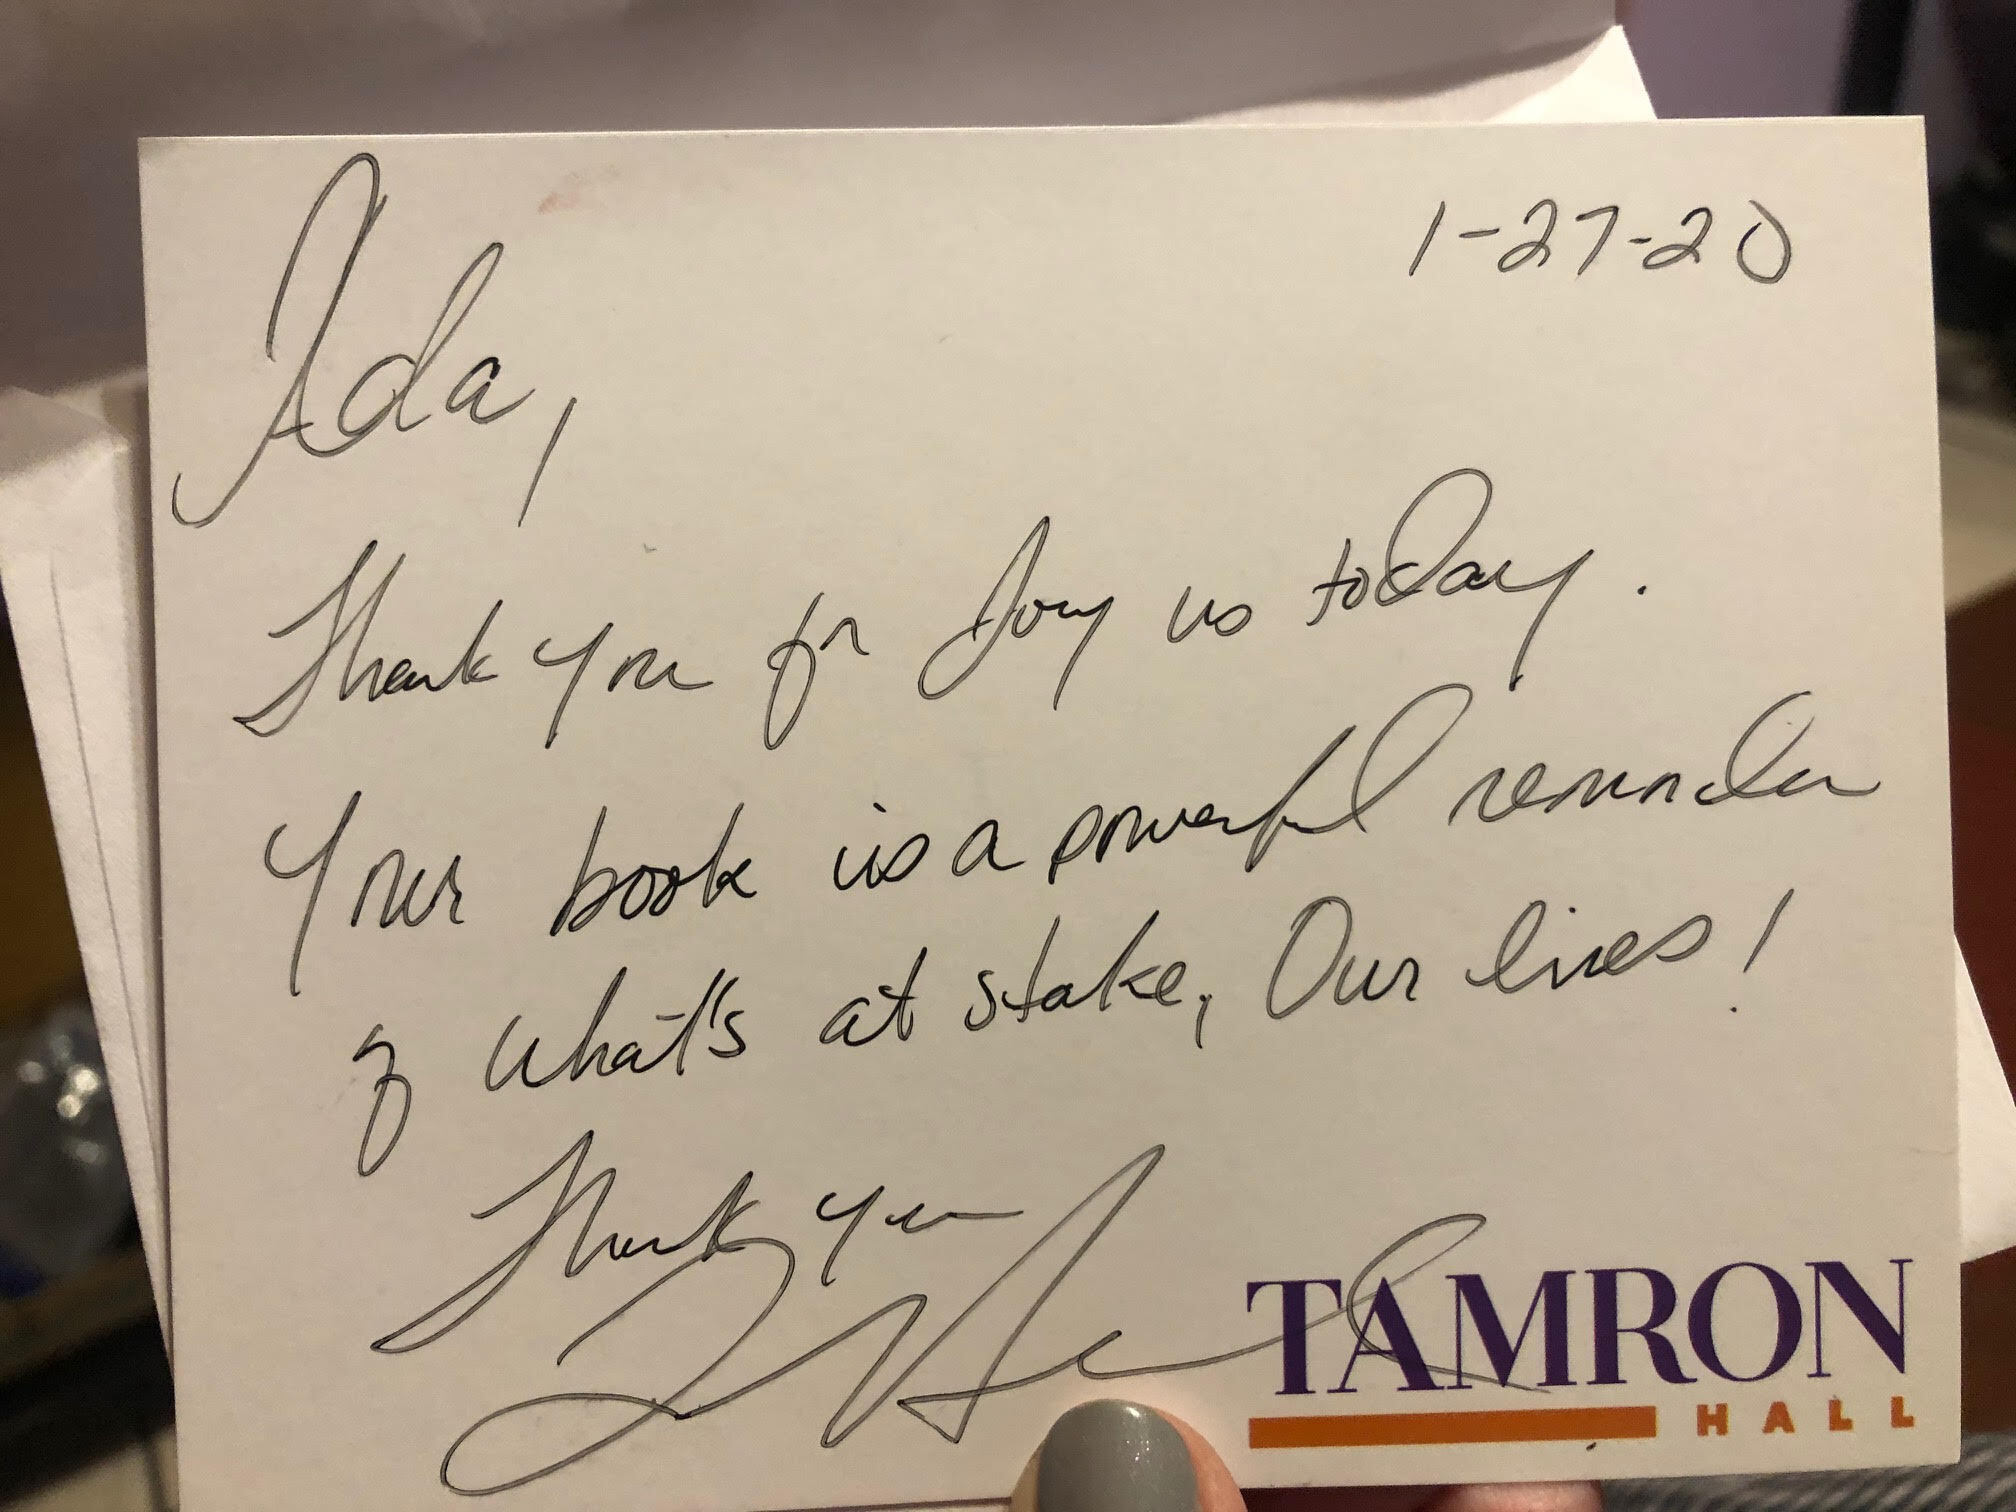 1-27-20
Ida,
Thank you for joing us today.
Your book is a powerful reminder
of what's at stake, Our lives!
Thank you
TAMRON
HALL